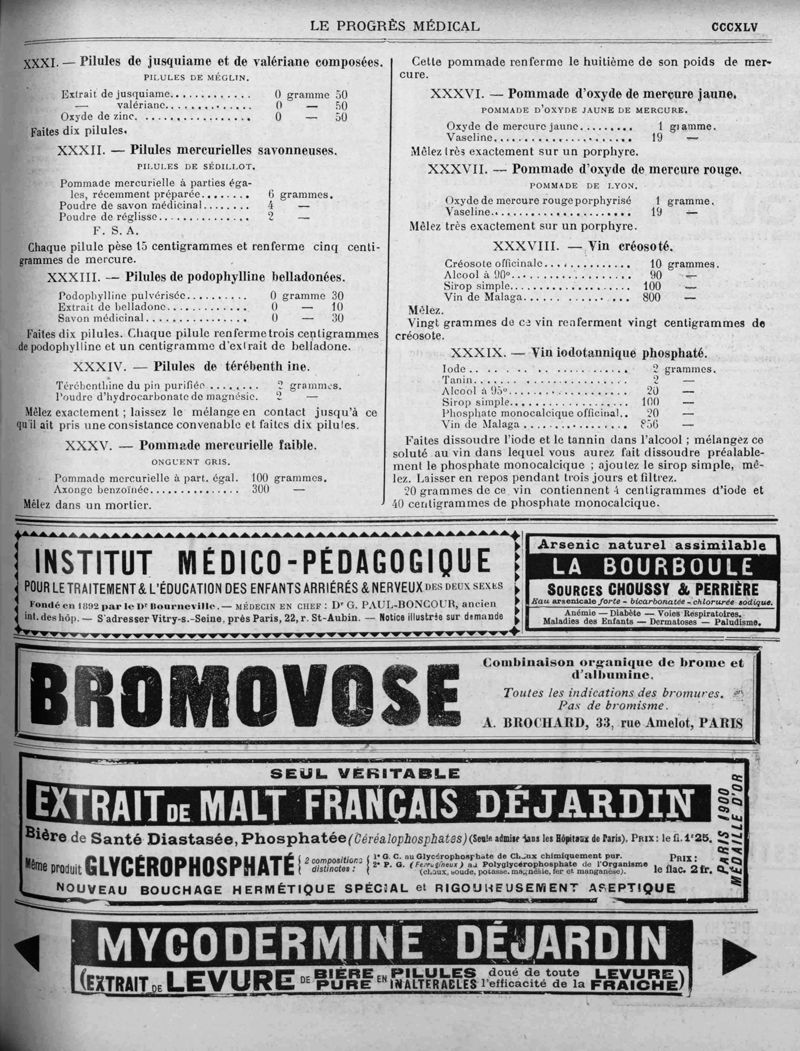 LE PROGRÈS MÉDICAL
CCCXLV
XXXI. — Pilules de jusquiame et de valériane composées.
PILULES DE MÉGLIN.
Extrait de jusquiame............ 0 gramme 50
— valériane............ 0 — 50
Oxyde de zinc. ................ 0 — 50
Faites dix pilules.
XXXII. — Pilules mercurielles savonneuses.
PILULES DE SÉDILLOT.
Pommade mercurielle à parties éga-
les, récemment préparée........ 6 grammes.
Poudre de savon médicinal........ 4 —
Poudre de réglisse.............. 2 —
F. S. A.
Chaque pilule pèse 15 centigrammes et renferme cinq centi-
grammes de mercure.
XXXIII. — Pilules de podophylline belladonées.
Podophylline pulvérisée.......... 0 gramme 30
Extrait de belladone............. 0 — 10
Savon médicinal................ 0 — 30
Faites dix pilules. Chaque pilule renferme trois centigrammes
de podophylline et un centigramme d'extrait de belladone.
XXXIV. — Pilules de térébenth ine.
Térébenthine du pin purifiée ........ 2 grammes.
Poudre d'hydrocarbonate de magnésie. 2 —
Mêlez exactement ; laissez le mélange en contact jusqu'à ce
qu'il ait pris une consistance convenable et faites dix pilules.
XXXV. — Pommade mercurielle faible.
ONGUENT GRIS.
Pommade mercurielle à part. égal. 100 grammes.
Axonge benzoïnée............... 300 —
Mêlez dans un mortier.
Cette pommade renferme le huitième de son poids de mer-
cure.
XXXVI. — Pommade d'oxyde de mercure jaune.
POMMADE D'OXYDE JAUNE DE MERCURE.
Oxyde de mercure jaune......... 1 gramme.
Vaseline...................... 19 —
Mêlez très exactement sur un porphyre.
XXXVII. — Pommade d'oxyde de mercure rouge.
POMMADE DE LYON.
Oxyde de mercure rouge porphyrisé 1 gramme.
Vaseline....................... 19 —
Mêlez très exactement sur un porphyre.
XXXVIII. — Vin créosoté.
Créosote officinale.............. 10 grammes.
Alcool à 90°.................... 90 —
Sirop simple.................... 100 —
Vin de Malaga.................. 800 —
Mêlez.
Vingt grammes de ce vin renferment vingt centigrammes de
créosote.
XXXIX. — Vin iodotannique phosphaté.
Iode .......................... 2 grammes.
Tanin.......................... 2 —
Alcool à 95°.................... 20 —
Sirop simple.................... 100 —
Phosphate monocalcique officinal.. 20 —
Vin de Malaga ................. 856 —
Faites dissoudre l'iode et le tannin dans l'alcool ; mélangez ce
soluté au vin dans lequel vous aurez fait dissoudre préalable-
ment le phosphate monocalcique ; ajoutez le sirop simple, mê-
lez. Laisser en repos pendant trois jours et filtrez.
20 grammes de ce vin contiennent 4 centigrammes d'iode et
40 centigrammes de phosphate monocalcique.
INSTITUT MÉDICO-PÉDAGOGIQUE
POUR LE TRAITEMENT & L'ÉDUCATION DES ENFANTS ARRIÉRÉS & NERVEUX DES DEUX SEXES
Fondé en 1892 par le Dr Bourneville. — MÉDECIN EN CHEF : Dr G. PAUL-BONCOUR, ancien
int. des hôp. — S'adresser Vitry-s.-Seine, près Paris, 22, r. St-Aubin. — Notice illustrée sur demande
Arsenic naturel assimilable
LA BOURBOULE
SOURCES CHOUSSY & PERRIÈRE
Eau arsenicale forte - bicarbonatée - chlorurée sodique.
Anémie — Diabète — Voies Respiratoires.
Maladies des Enfants — Dermatoses — Paludisme.
BROMOVOSE
Combinaison organique de brome et
d'albumine.
Toutes les indications des bromures.
Pas de bromisme.
A. BROCHARD, 33, rue Amelot, PARIS
SEUL VÉRITABLE
EXTRAIT DE MALT FRANÇAIS DÉJARDIN
Bière de Santé Diastasée, Phosphatée (Céréalophosphates) (Seule admise dans les Hôpitaux de Paris), PRIX : le fl. 1f25.
Même produit GLYCÉROPHOSPHATÉ { 2 compositions distinctes : { 1° G. C. au Glycérophosphate de Chaux chimiquement pur.
2° P. G. (Ferrugineux) au Polyglycérophosphate de l'Organisme
(chaux, soude, potasse, magnésie, fer et manganèse).
PRIX :
le flac. 2 fr.
NOUVEAU BOUCHAGE HERMÉTIQUE SPÉCIAL et RIGOUREUSEMENT ASEPTIQUE
PARIS 1900
MÉDAILLE D'OR
MYCODERMINE DÉJARDIN
(EXTRAIT DE LEVURE DE BIÈRE PURE EN PILULES INALTÉRABLES doué de toute l'efficacité de la LEVURE FRAICHE)